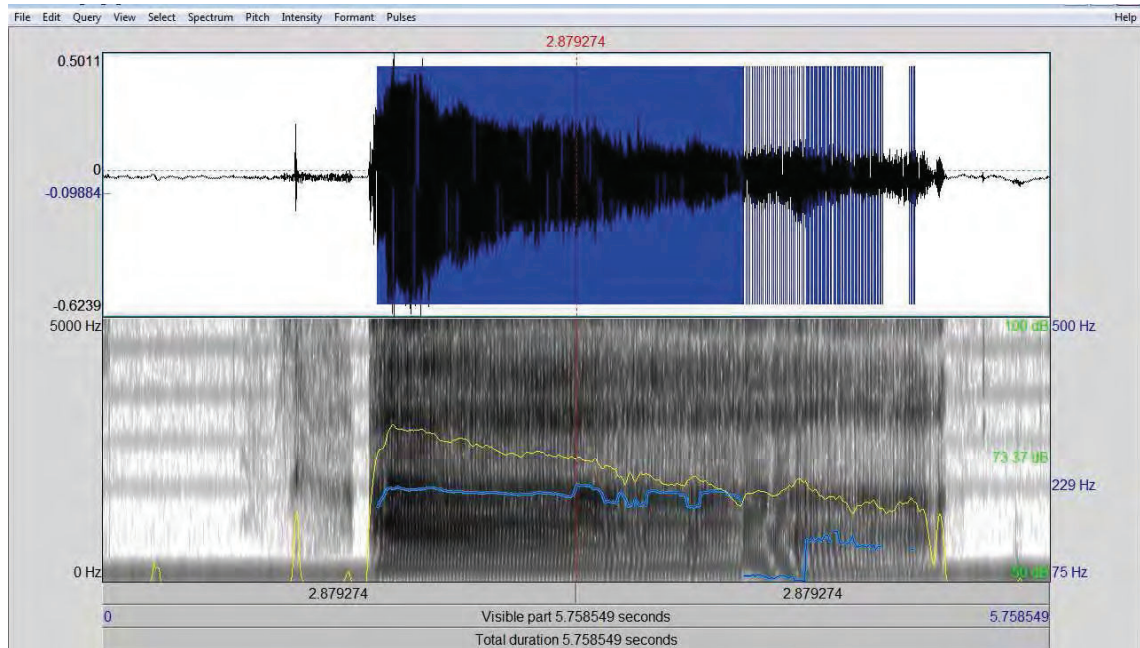 File Edit Query View Select Spectrum Pitch Intensity Formant Pulses Help
2.879274
0.5011
0
-0.09884
-0.6239
5000 Hz 100 dB 500 Hz
73.37 dB
229 Hz
0 Hz 50 dB 75 Hz
2.879274 2.879274
0 Visible part 5.758549 seconds 5.758549
Total duration 5.758549 seconds